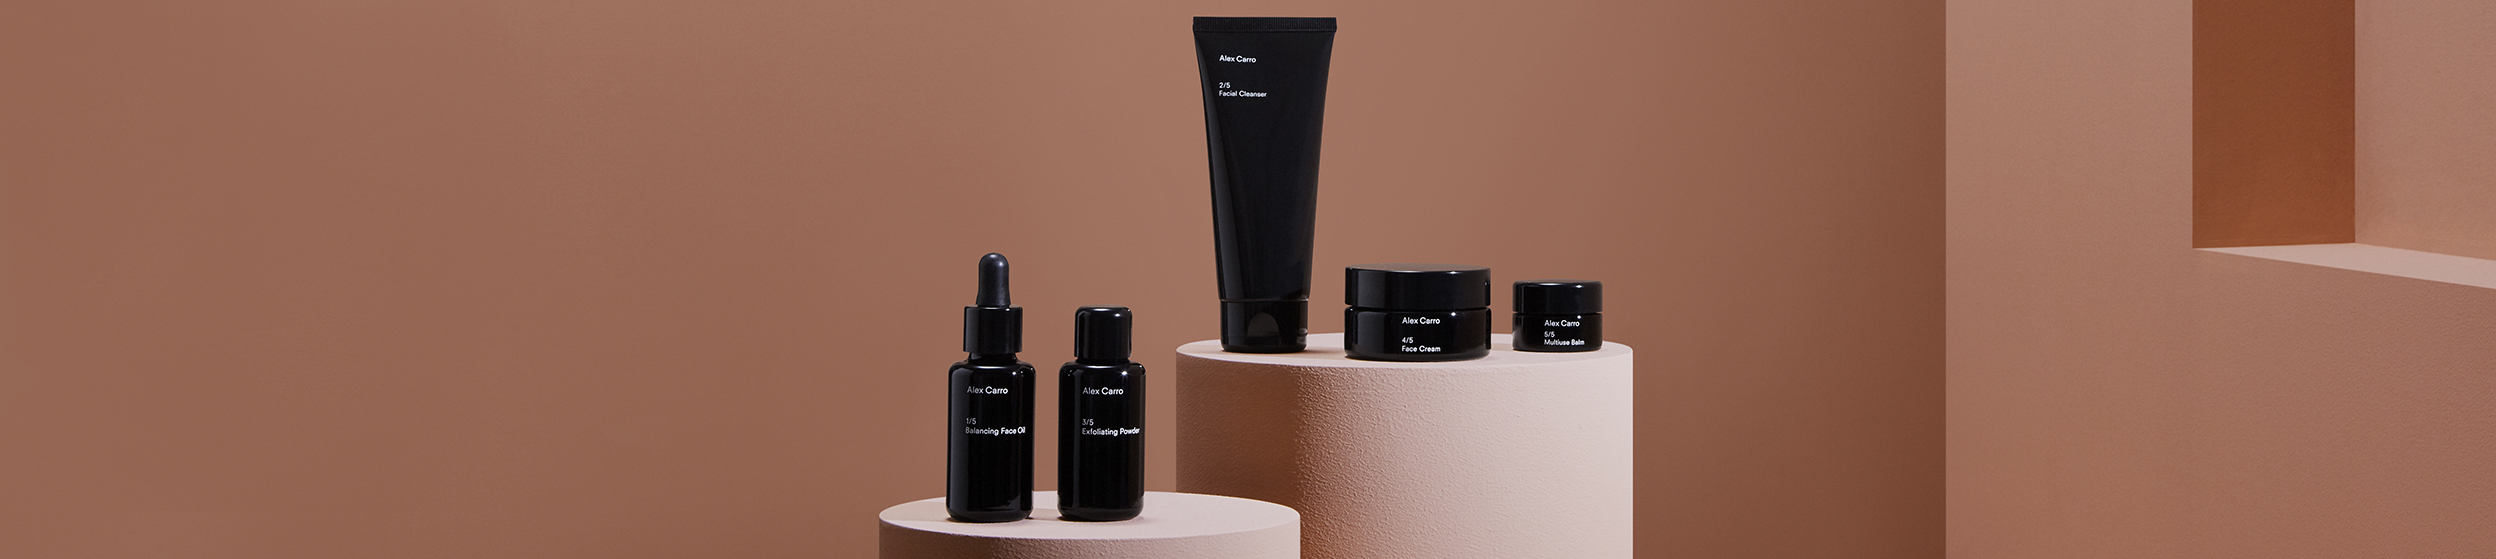 Alex Carro
2/5
Facial Cleanser
Alex Carro
4/5
Face Cream
Alex Carro
5/5
Multiuse Balm
Alex Carro
1/5
Balancing Face Oil
Alex Carro
3/5
Exfoliating Powder